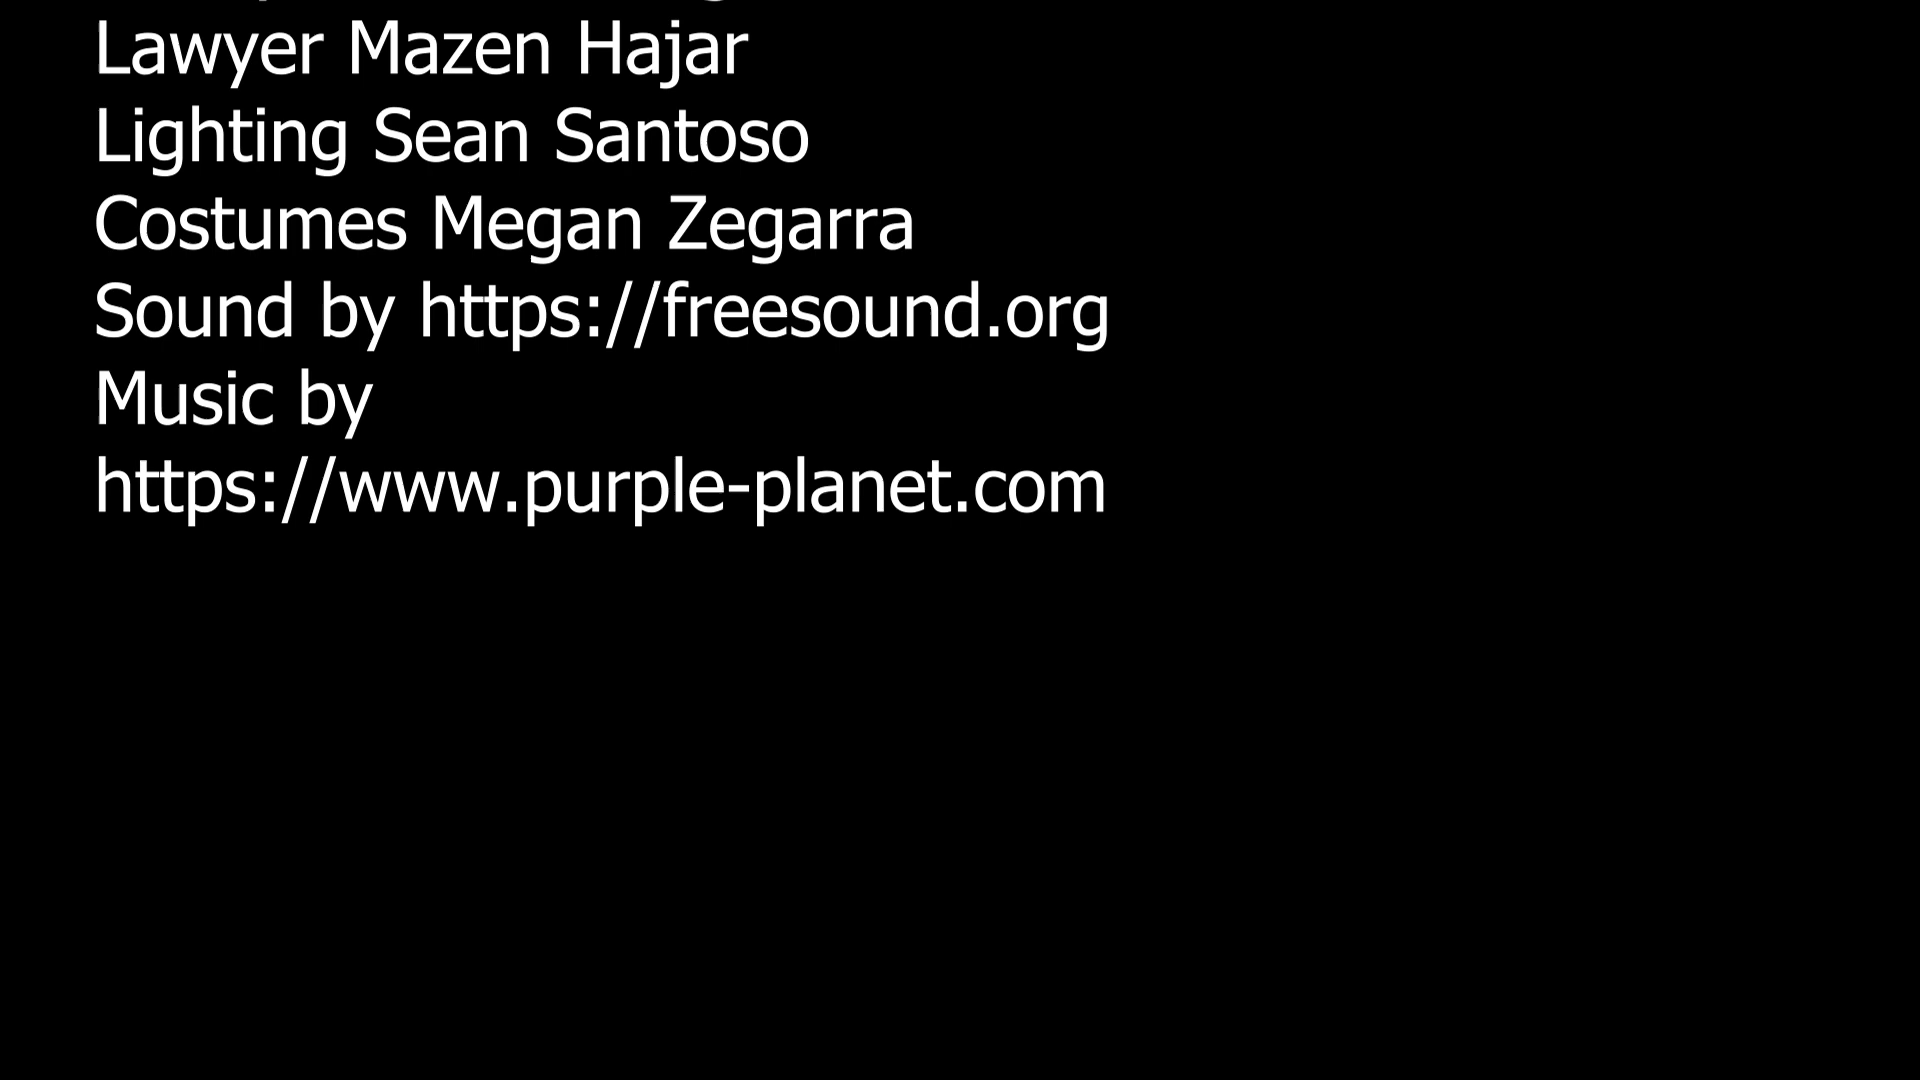 Lawyer Mazen Hajar
Lighting Sean Santoso
Costumes Megan Zegarra
Sound by https://freesound.org
Music by
https://www.purple-planet.com